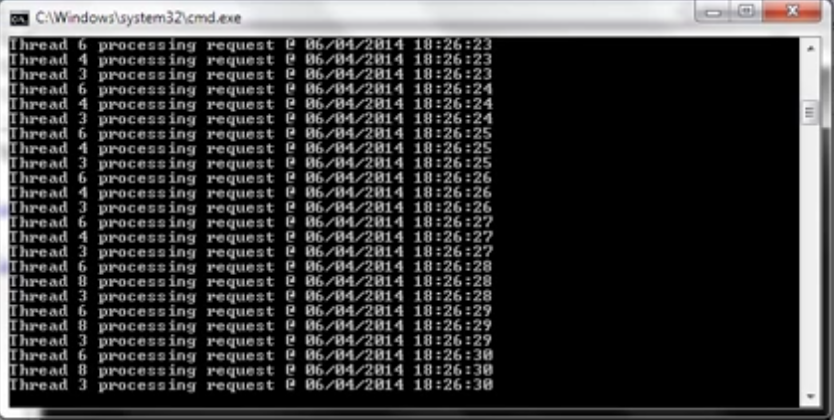 C:\Windows\system32\cmd.exe
Thread 6 processing request @ 06/04/2014 18:26:23
Thread 4 processing request @ 06/04/2014 18:26:23
Thread 3 processing request @ 06/04/2014 18:26:23
Thread 6 processing request @ 06/04/2014 18:26:24
Thread 4 processing request @ 06/04/2014 18:26:24
Thread 3 processing request @ 06/04/2014 18:26:24
Thread 6 processing request @ 06/04/2014 18:26:25
Thread 4 processing request @ 06/04/2014 18:26:25
Thread 3 processing request @ 06/04/2014 18:26:25
Thread 6 processing request @ 06/04/2014 18:26:26
Thread 4 processing request @ 06/04/2014 18:26:26
Thread 3 processing request @ 06/04/2014 18:26:26
Thread 6 processing request @ 06/04/2014 18:26:27
Thread 4 processing request @ 06/04/2014 18:26:27
Thread 3 processing request @ 06/04/2014 18:26:27
Thread 6 processing request @ 06/04/2014 18:26:28
Thread 8 processing request @ 06/04/2014 18:26:28
Thread 3 processing request @ 06/04/2014 18:26:28
Thread 6 processing request @ 06/04/2014 18:26:29
Thread 8 processing request @ 06/04/2014 18:26:29
Thread 3 processing request @ 06/04/2014 18:26:29
Thread 6 processing request @ 06/04/2014 18:26:30
Thread 8 processing request @ 06/04/2014 18:26:30
Thread 3 processing request @ 06/04/2014 18:26:30